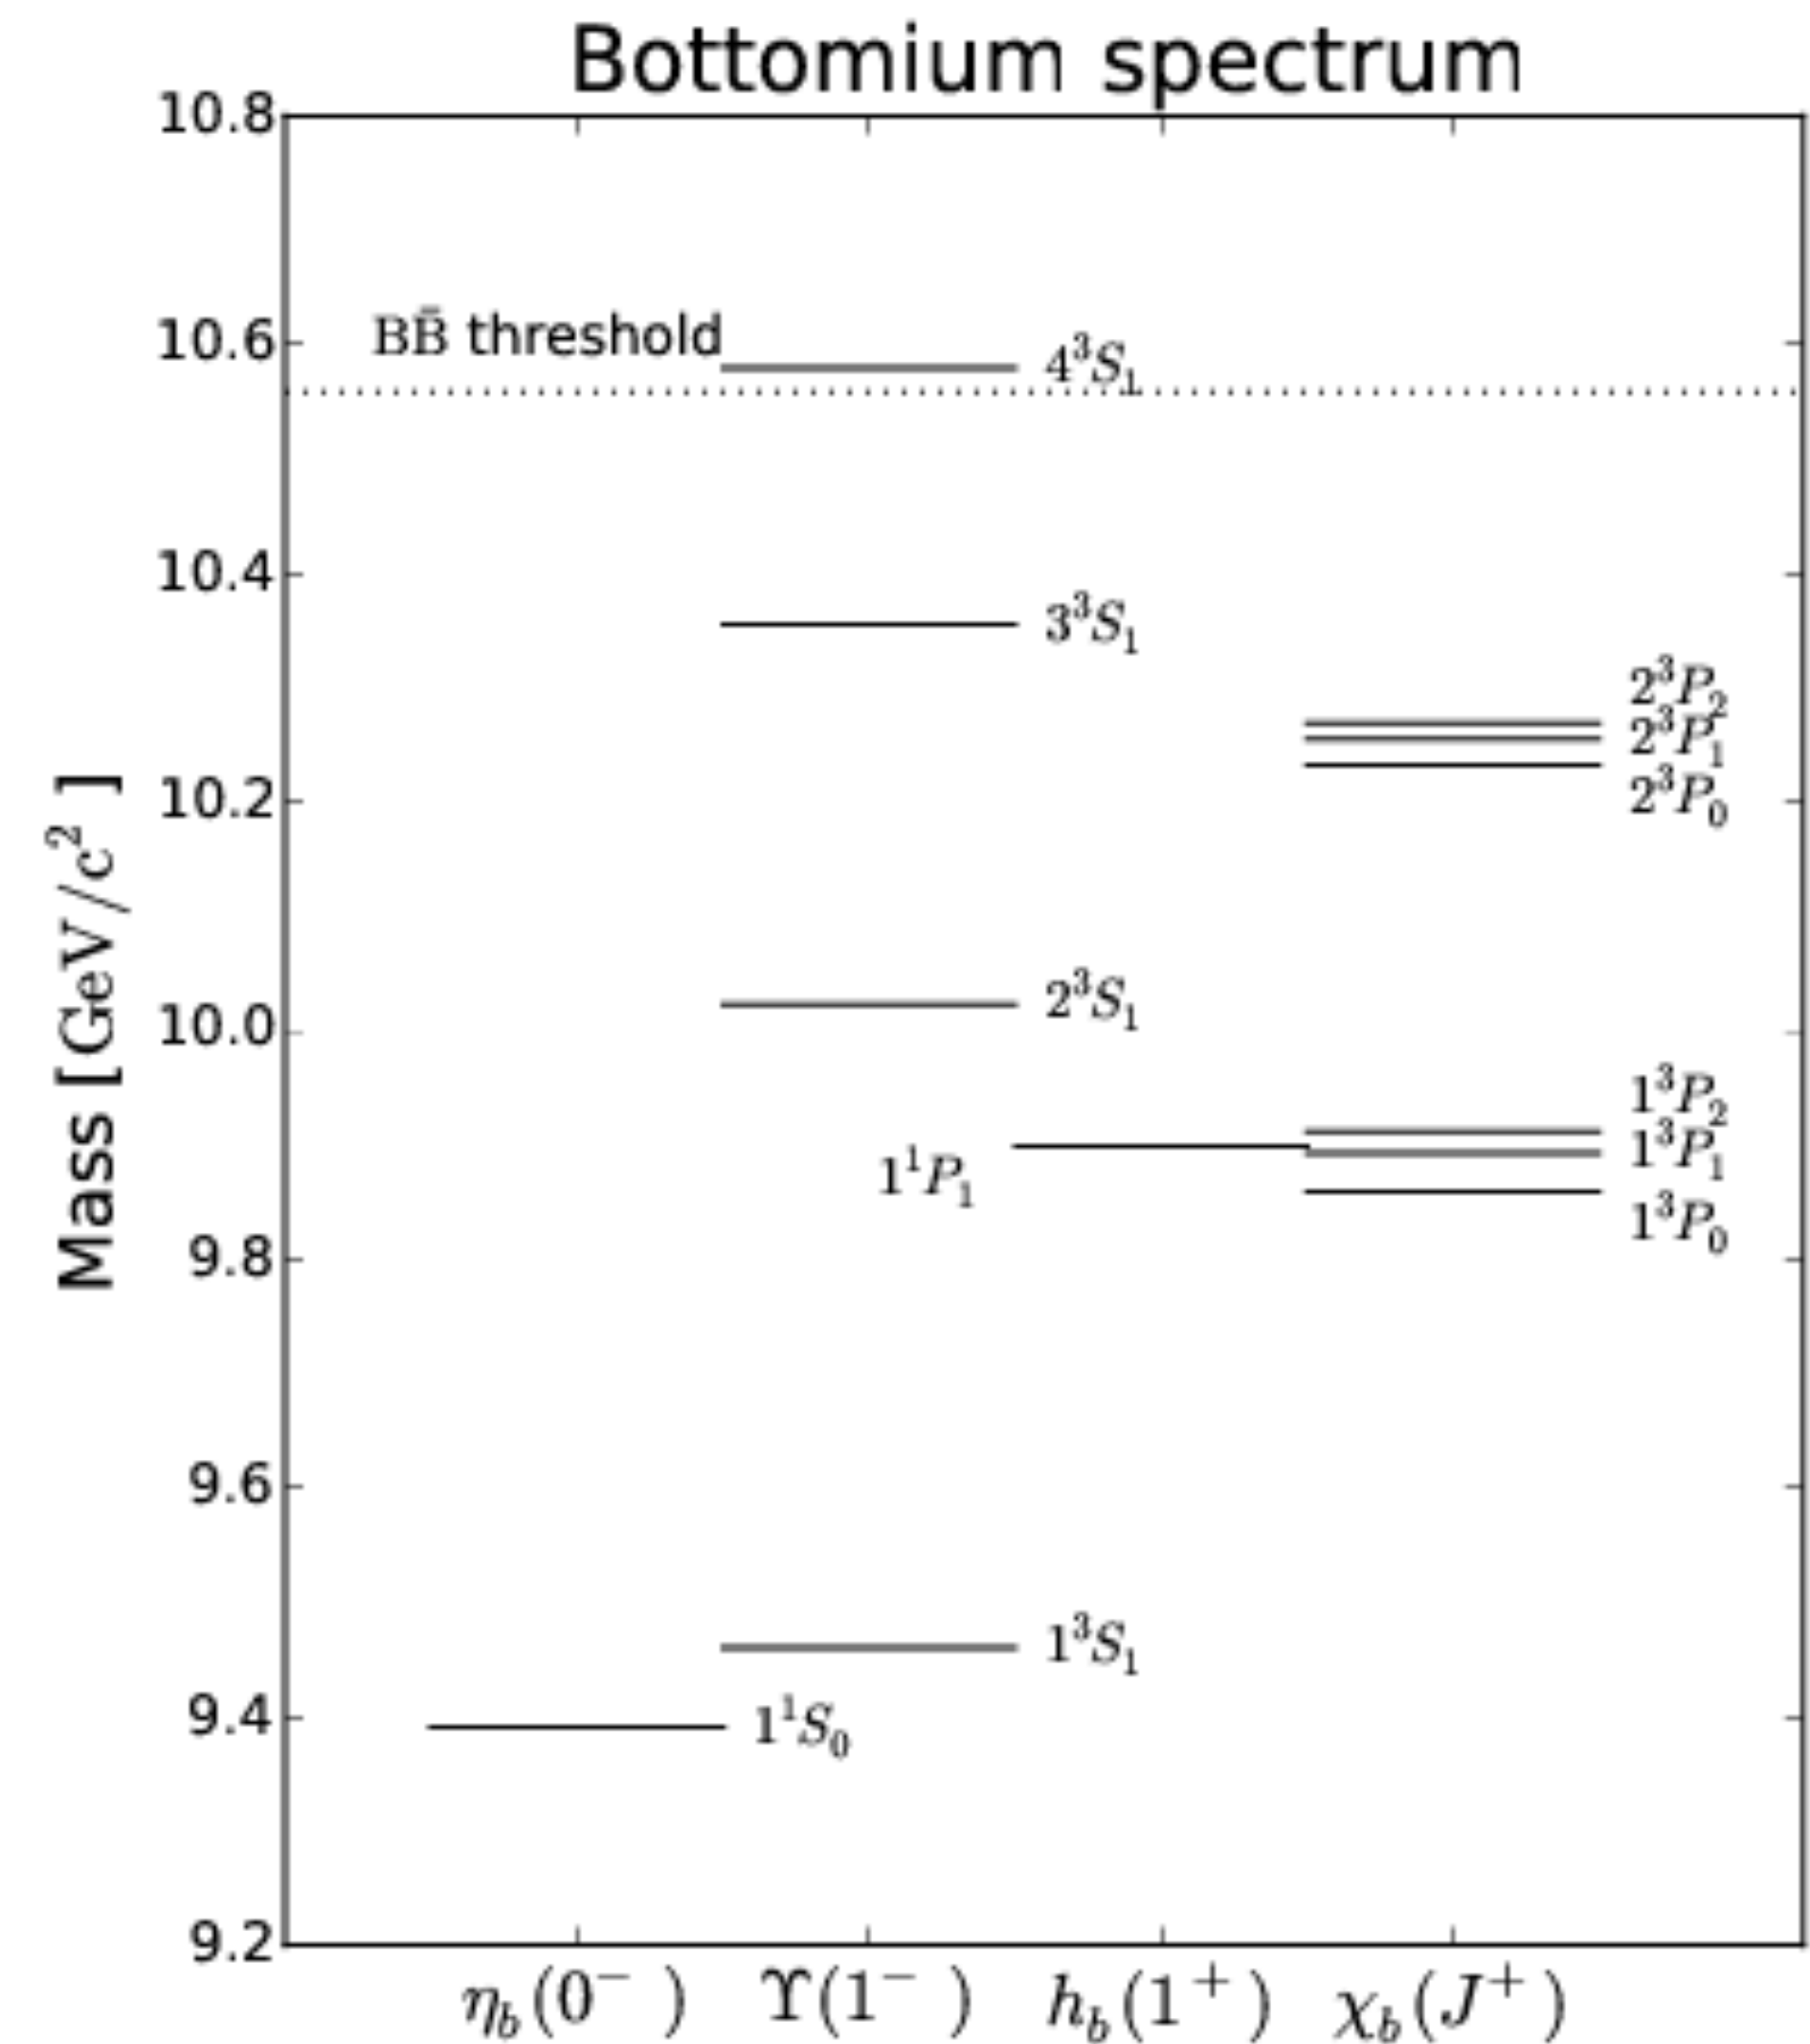 Bottomium spectrum
10.8
BB̄ threshold
10.6
4³S₁
10.4
3³S₁
2³P₂
2³P₁
2³P₀
10.2
2³S₁
10.0
1³P₂
1³P₁
1¹P₁
1³P₀
9.8
9.6
1³S₁
9.4
1¹S₀
9.2
Mass [GeV/c²]
η_b(0⁻) ϒ(1⁻) h_b(1⁺) χ_b(J⁺)